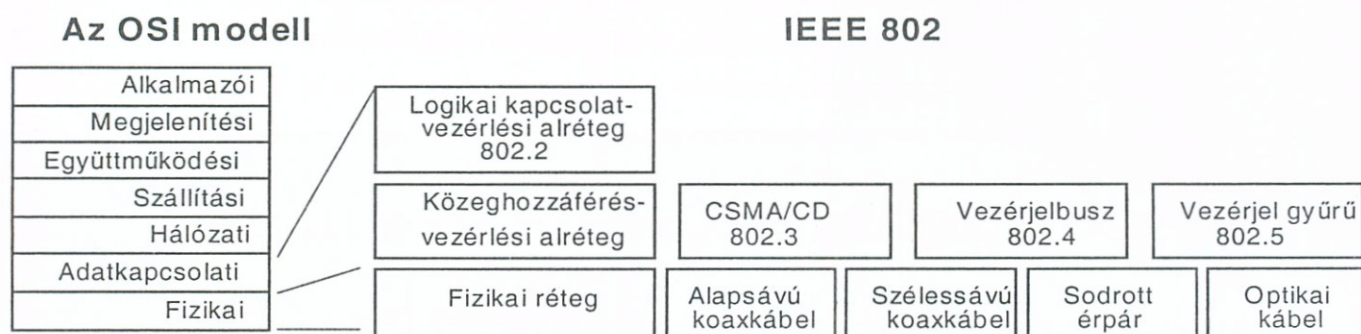 Az OSI modell
IEEE 802
Alkalmazói
Megjelenítési
Együttműködési
Szállítási
Hálózati
Adatkapcsolati
Fizikai
Logikai kapcsolat-
vezérlési alréteg
802.2
Közeghozzáférés-
vezérlési alréteg
CSMA/CD
802.3
Vezérjelbusz
802.4
Vezérjel gyűrű
802.5
Fizikai réteg
Alapsávú
koaxkábel
Szélessávú
koaxkábel
Sodrott
érpár
Optikai
kábel